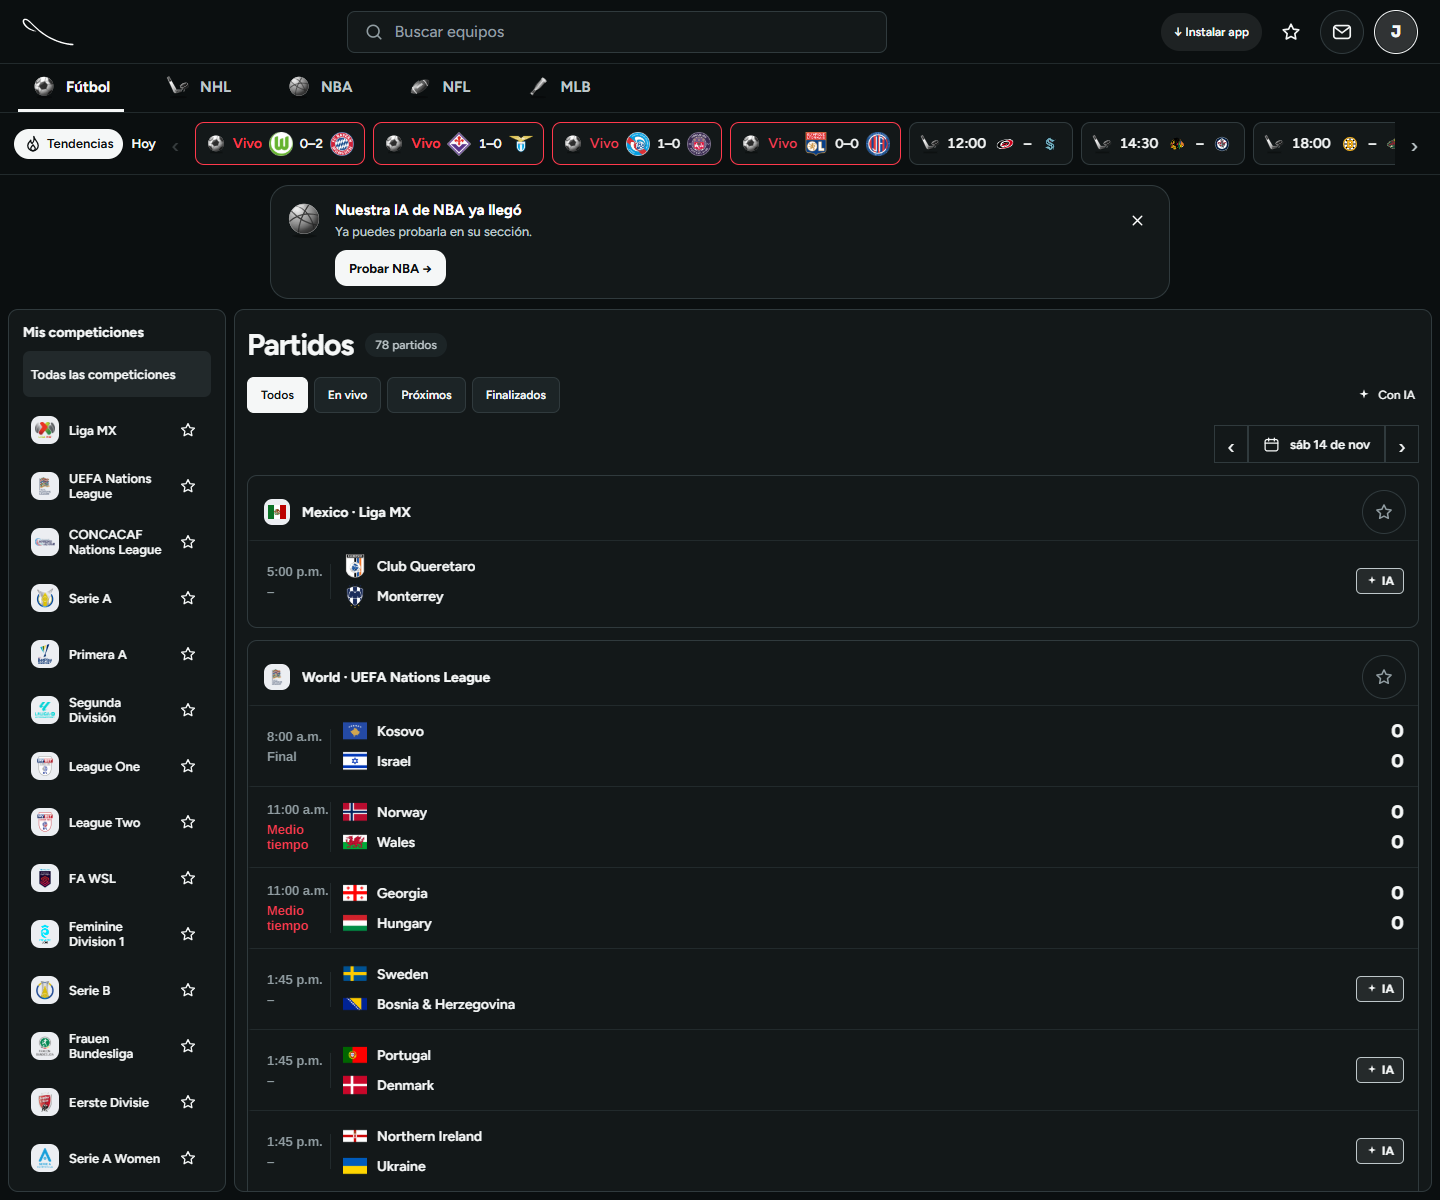 Buscar equipos
↓ Instalar app
J
Fútbol
NHL
NBA
NFL
MLB
Tendencias
Hoy
Vivo 0–2
Vivo 1–0
Vivo 1–0
Vivo 0–0
12:00 –
14:30 –
18:00 –
Nuestra IA de NBA ya llegó
Ya puedes probarla en su sección.
Probar NBA →
Mis competiciones
Todas las competiciones
Liga MX
UEFA Nations
League
CONCACAF
Nations League
Serie A
Primera A
Segunda
División
League One
League Two
FA WSL
Feminine
Division 1
Serie B
Frauen
Bundesliga
Eerste Divisie
Serie A Women
Partidos
78 partidos
Todos
En vivo
Próximos
Finalizados
Con IA
sáb 14 de nov
Mexico · Liga MX
5:00 p.m.
–
Club Queretaro
Monterrey
IA
World · UEFA Nations League
8:00 a.m.
Final
Kosovo 0
Israel 0
11:00 a.m.
Medio
tiempo
Norway 0
Wales 0
11:00 a.m.
Medio
tiempo
Georgia 0
Hungary 0
1:45 p.m.
–
Sweden
Bosnia & Herzegovina
IA
1:45 p.m.
–
Portugal
Denmark
IA
1:45 p.m.
–
Northern Ireland
Ukraine
IA